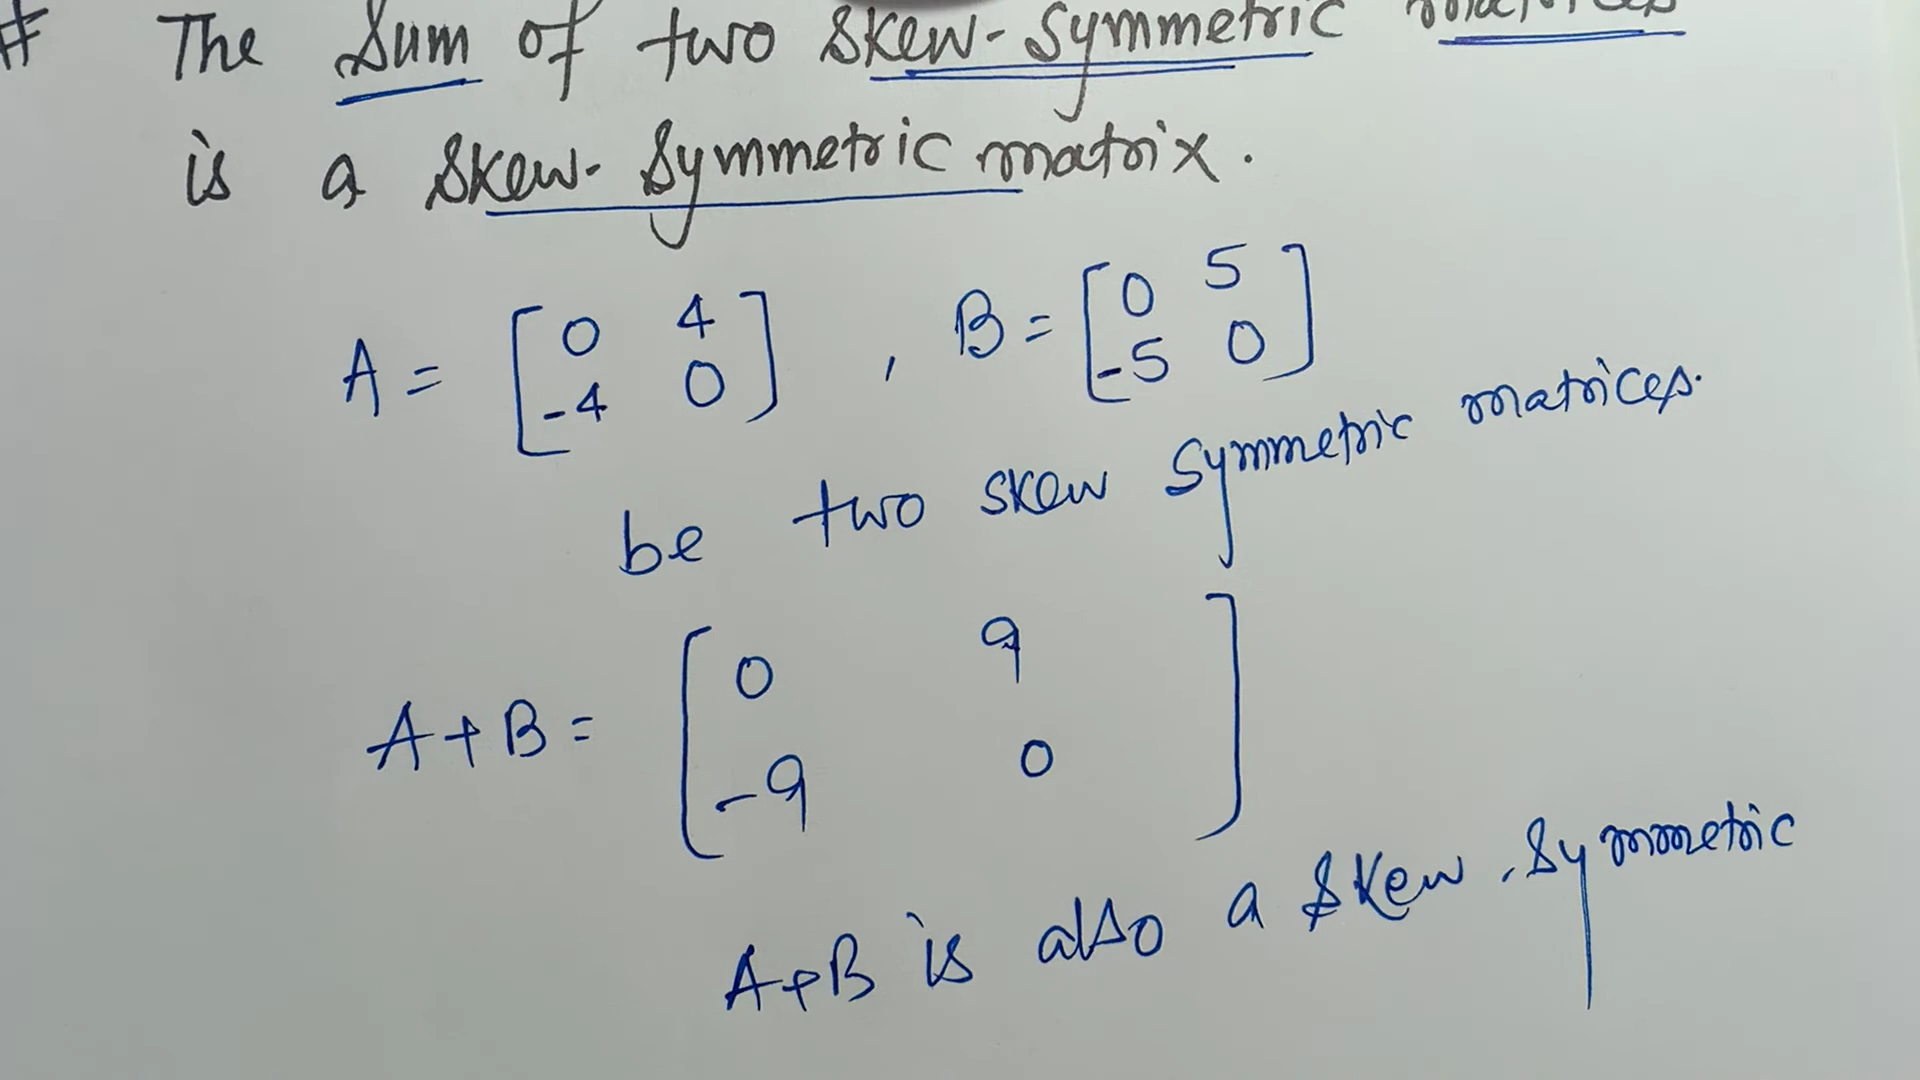 # The Sum of two Skew-Symmetric matrices
is a Skew-Symmetric matrix.
A = [0 4
-4 0] , B = [0 5
-5 0]
be two skew symmetric matrices.
A+B = [0 9
-9 0]
A+B is also a Skew-Symmetric